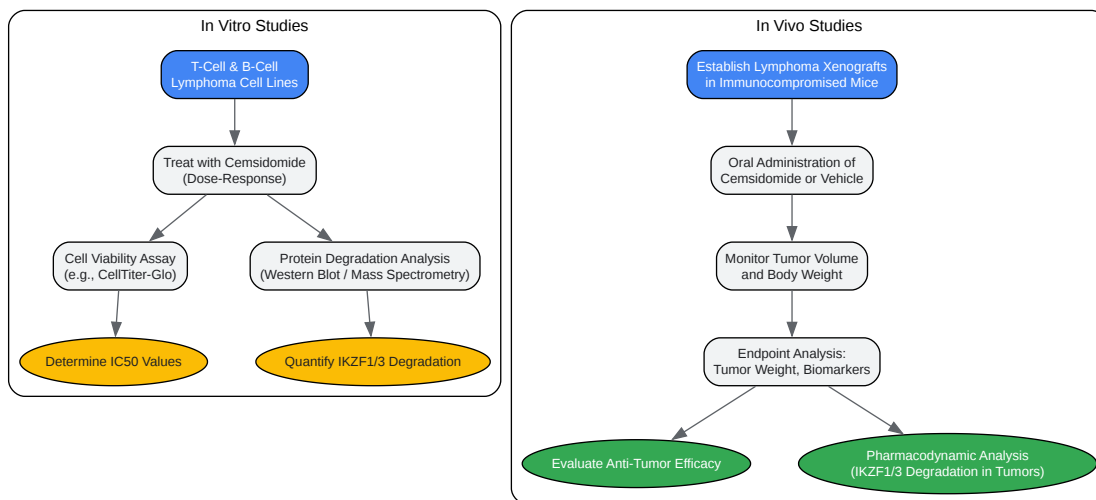 In Vitro Studies
T-Cell & B-Cell
Lymphoma Cell Lines
Treat with Cemsidomide
(Dose-Response)
Cell Viability Assay
(e.g., CellTiter-Glo)
Protein Degradation Analysis
(Western Blot / Mass Spectrometry)
Determine IC50 Values
Quantify IKZF1/3 Degradation
In Vivo Studies
Establish Lymphoma Xenografts
in Immunocompromised Mice
Oral Administration of
Cemsidomide or Vehicle
Monitor Tumor Volume
and Body Weight
Endpoint Analysis:
Tumor Weight, Biomarkers
Evaluate Anti-Tumor Efficacy
Pharmacodynamic Analysis
(IKZF1/3 Degradation in Tumors)